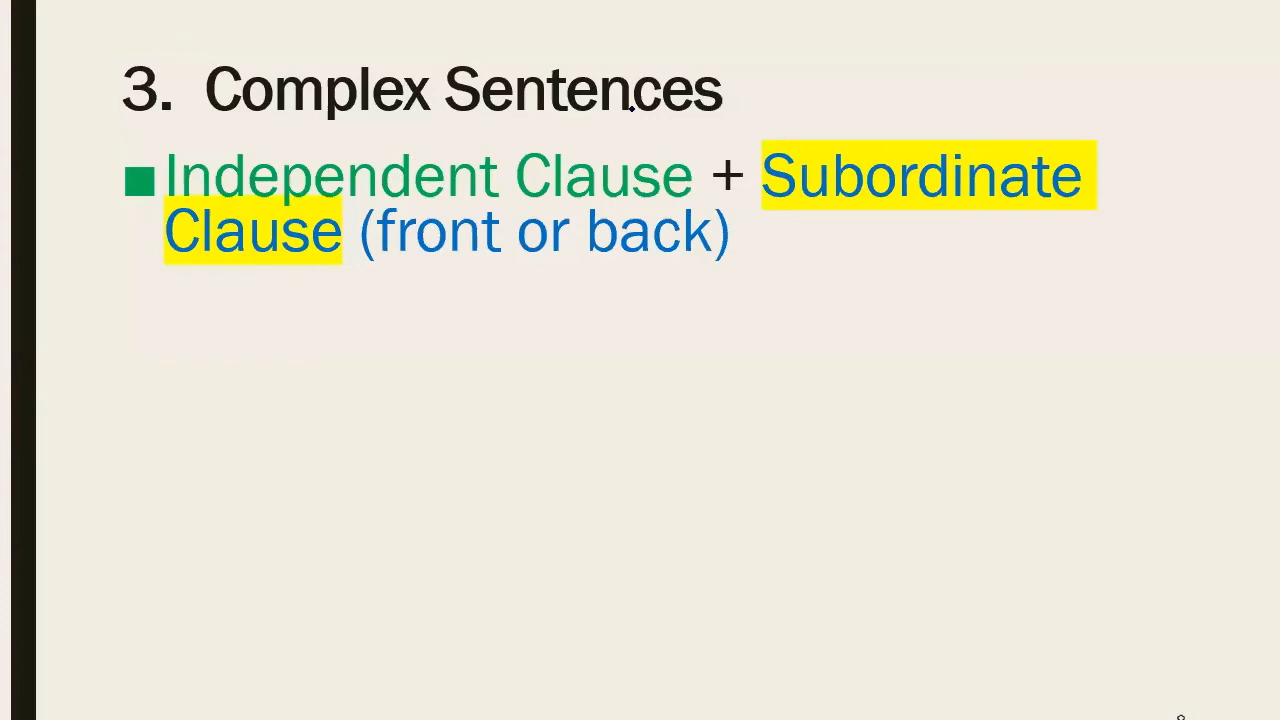 3. Complex Sentences
■Independent Clause + Subordinate
Clause (front or back)